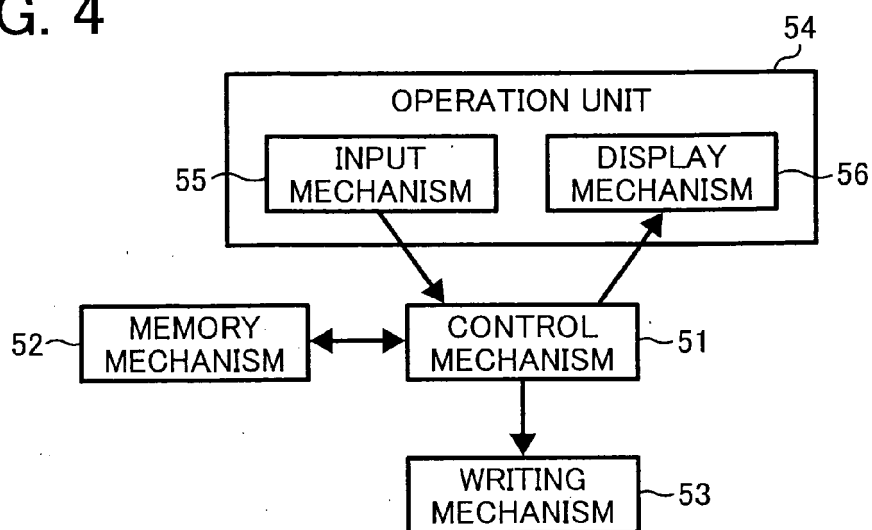 G. 4
54
OPERATION UNIT
55
INPUT
MECHANISM
DISPLAY
MECHANISM
56
52
MEMORY
MECHANISM
CONTROL
MECHANISM
51
WRITING
MECHANISM
53